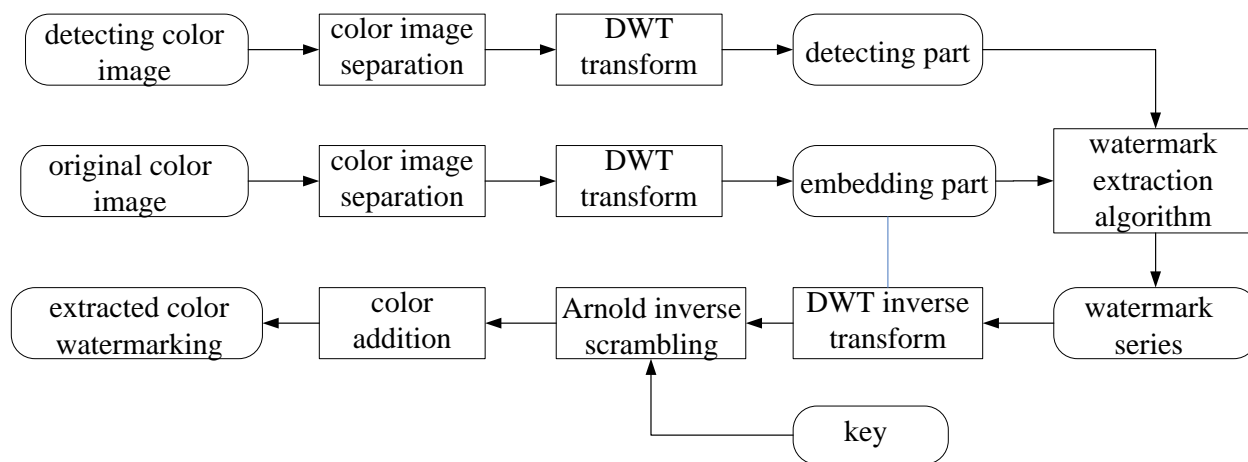 detecting color
image
color image
separation
DWT
transform
detecting part
original color
image
color image
separation
DWT
transform
embedding part
watermark
extraction
algorithm
extracted color
watermarking
color
addition
Arnold inverse
scrambling
DWT inverse
transform
watermark
series
key